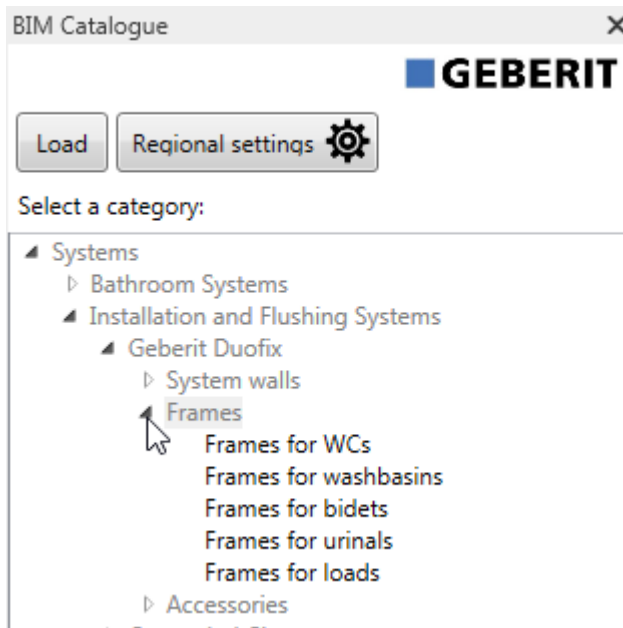 BIM Catalogue
GEBERIT
Load Regional settings
Select a category:
Systems
Bathroom Systems
Installation and Flushing Systems
Geberit Duofix
System walls
Frames
Frames for WCs
Frames for washbasins
Frames for bidets
Frames for urinals
Frames for loads
Accessories